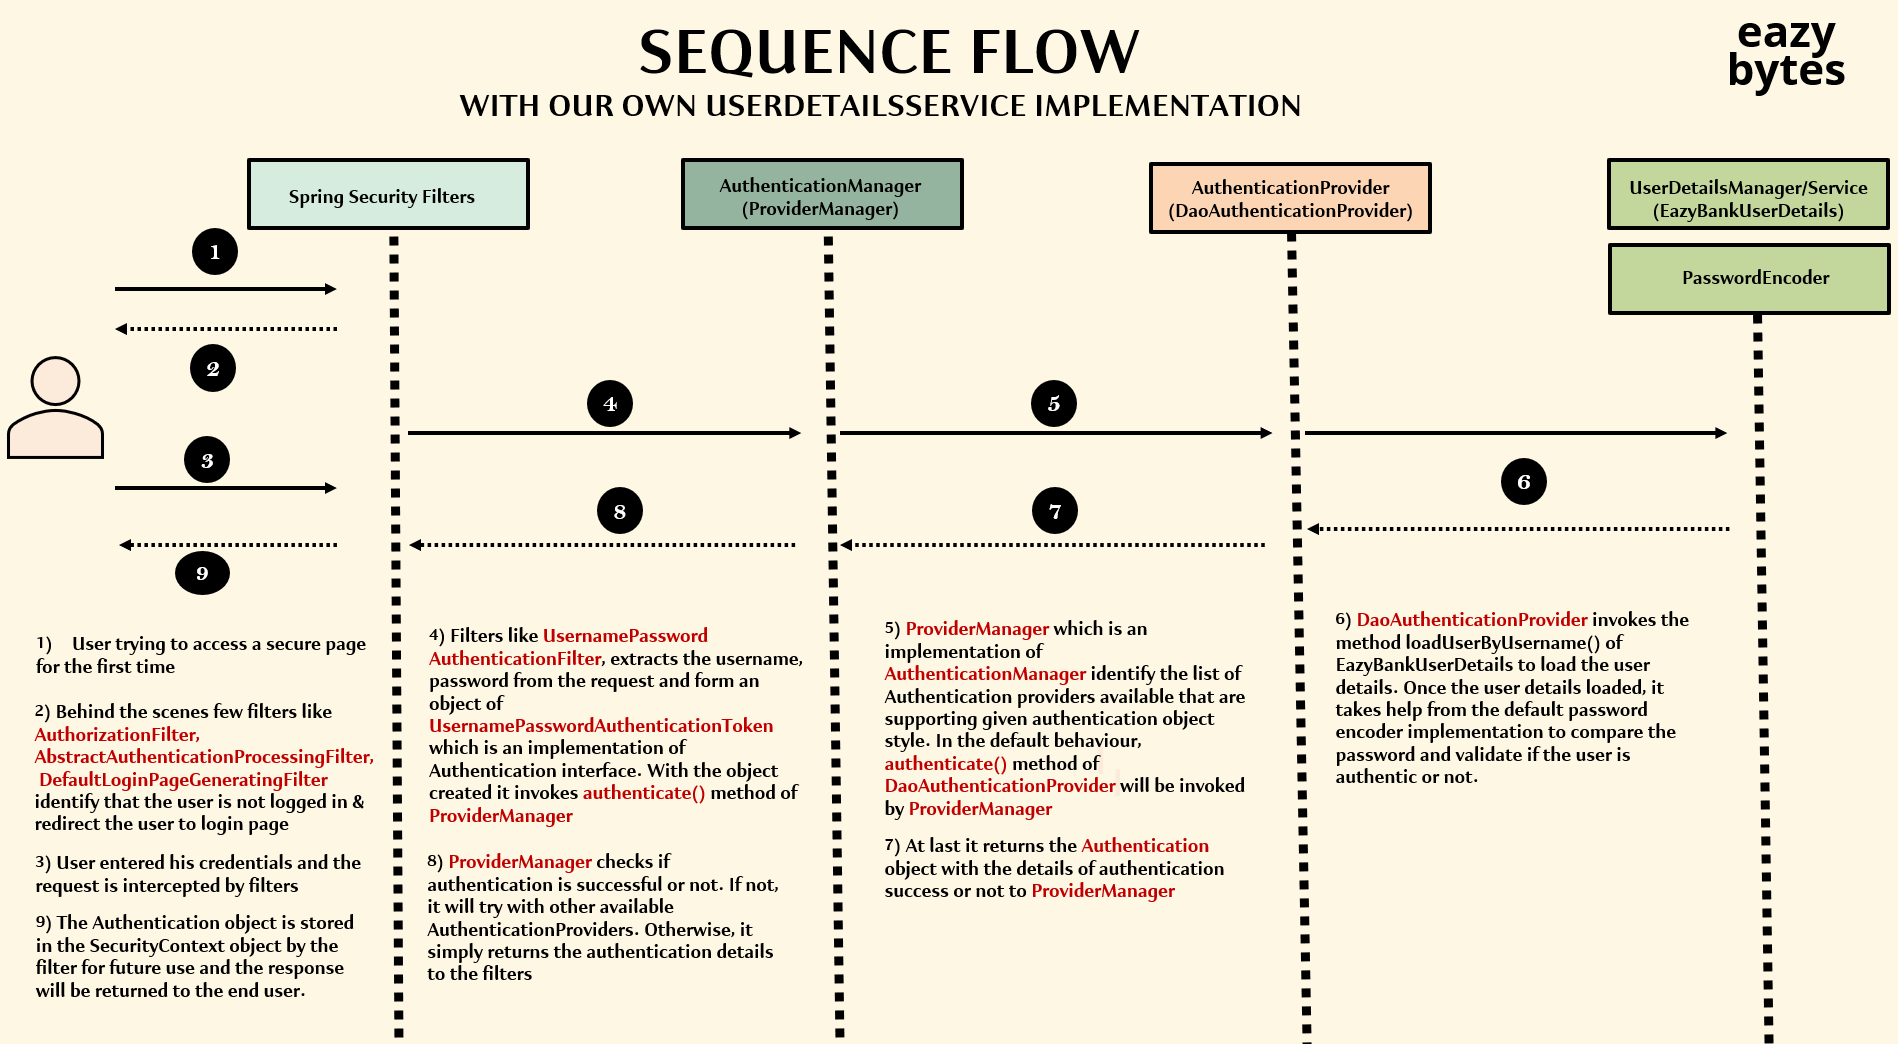 SEQUENCE FLOW
WITH OUR OWN USERDETAILSSERVICE IMPLEMENTATION
eazy
bytes
Spring Security Filters
AuthenticationManager
(ProviderManager)
AuthenticationProvider
(DaoAuthenticationProvider)
UserDetailsManager/Service
(EazyBankUserDetails)
PasswordEncoder
1
2
3
4
5
6
7
8
9
1) User trying to access a secure page
for the first time
2) Behind the scenes few filters like
AuthorizationFilter,
AbstractAuthenticationProcessingFilter,
DefaultLoginPageGeneratingFilter
identify that the user is not logged in &
redirect the user to login page
3) User entered his credentials and the
request is intercepted by filters
9) The Authentication object is stored
in the SecurityContext object by the
filter for future use and the response
will be returned to the end user.
4) Filters like UsernamePassword
AuthenticationFilter, extracts the username,
password from the request and form an
object of
UsernamePasswordAuthenticationToken
which is an implementation of
Authentication interface. With the object
created it invokes authenticate() method of
ProviderManager
8) ProviderManager checks if
authentication is successful or not. If not,
it will try with other available
AuthenticationProviders. Otherwise, it
simply returns the authentication details
to the filters
5) ProviderManager which is an
implementation of
AuthenticationManager identify the list of
Authentication providers available that are
supporting given authentication object
style. In the default behaviour,
authenticate() method of
DaoAuthenticationProvider will be invoked
by ProviderManager
7) At last it returns the Authentication
object with the details of authentication
success or not to ProviderManager
6) DaoAuthenticationProvider invokes the
method loadUserByUsername() of
EazyBankUserDetails to load the user
details. Once the user details loaded, it
takes help from the default password
encoder implementation to compare the
password and validate if the user is
authentic or not.